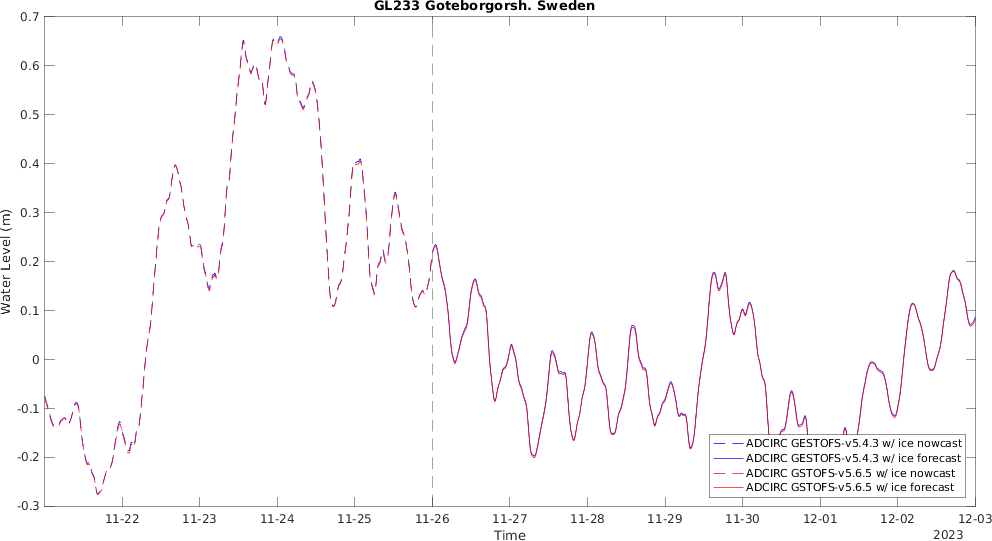 GL233 Goteborgorsh. Sweden
0.7
0.6
0.5
0.4
0.3
0.2
0.1
0
-0.1
-0.2
-0.3
Water Level (m)
ADCIRC GESTOFS-v5.4.3 w/ ice nowcast
ADCIRC GESTOFS-v5.4.3 w/ ice forecast
ADCIRC GSTOFS-v5.6.5 w/ ice nowcast
ADCIRC GSTOFS-v5.6.5 w/ ice forecast
11-22 11-23 11-24 11-25 11-26 11-27 11-28 11-29 11-30 12-01 12-02 12-03
Time
2023